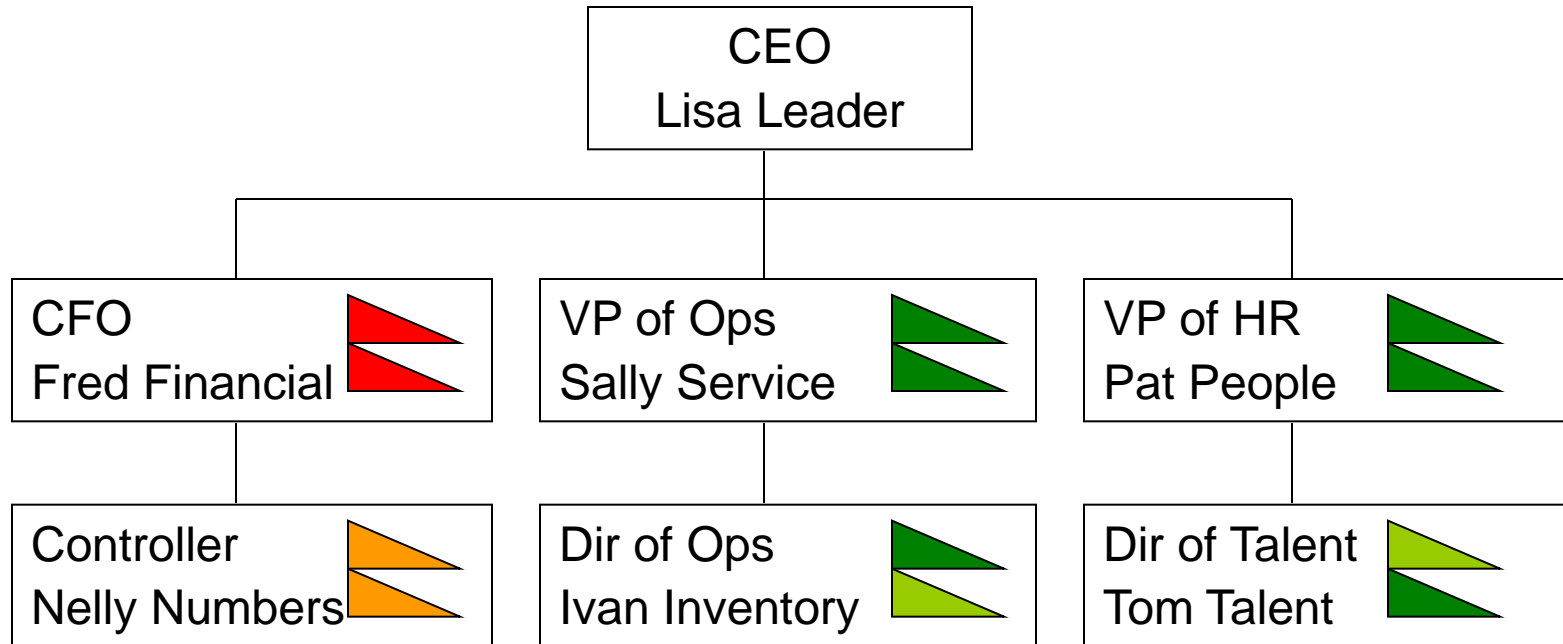 CEO
Lisa Leader
CFO
Fred Financial
VP of Ops
Sally Service
VP of HR
Pat People
Controller
Nelly Numbers
Dir of Ops
Ivan Inventory
Dir of Talent
Tom Talent